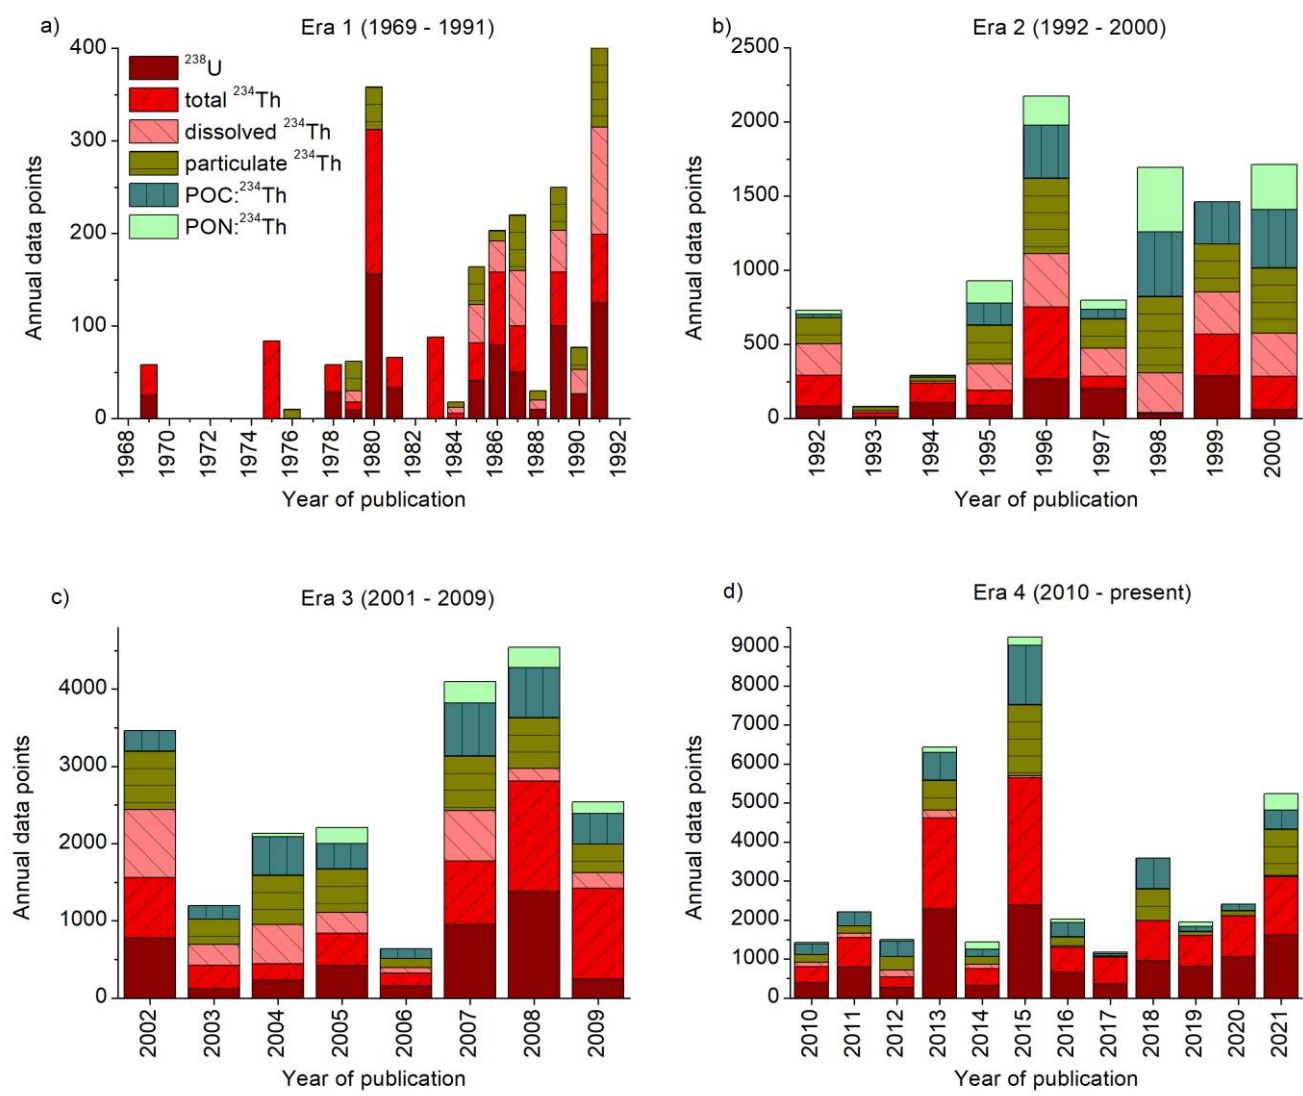 a)
Era 1 (1969 - 1991)
400
300
200
100
0
Annual data points
²³⁸U
total ²³⁴Th
dissolved ²³⁴Th
particulate ²³⁴Th
POC:²³⁴Th
PON:²³⁴Th
1968 1970 1972 1974 1976 1978 1980 1982 1984 1986 1988 1990 1992
Year of publication
b)
Era 2 (1992 - 2000)
2500
2000
1500
1000
500
0
Annual data points
1992 1993 1994 1995 1996 1997 1998 1999 2000
Year of publication
c)
Era 3 (2001 - 2009)
4000
3000
2000
1000
0
Annual data points
2002 2003 2004 2005 2006 2007 2008 2009
Year of publication
d)
Era 4 (2010 - present)
9000
8000
7000
6000
5000
4000
3000
2000
1000
0
Annual data points
2010 2011 2012 2013 2014 2015 2016 2017 2018 2019 2020 2021
Year of publication